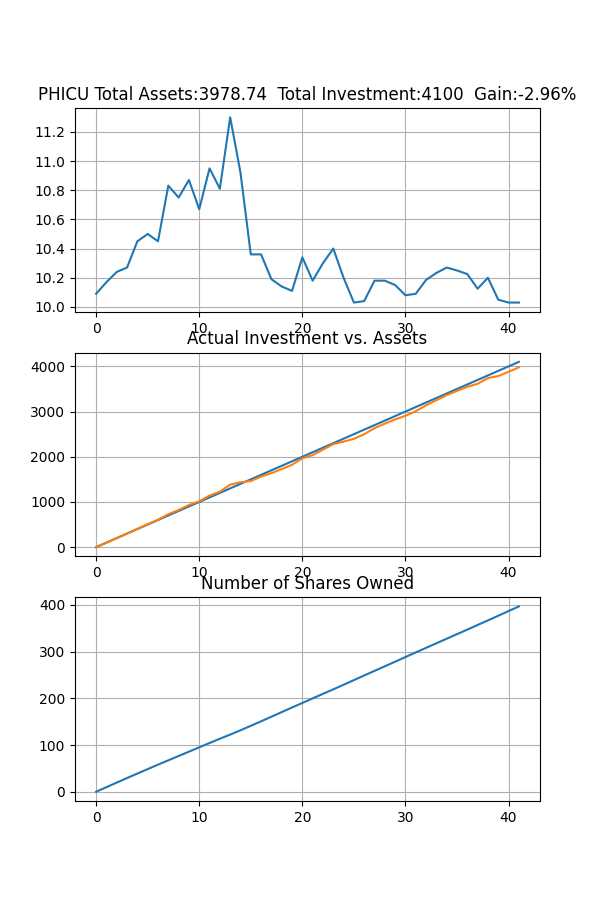 PHICU Total Assets:3978.74  Total Investment:4100  Gain:-2.96%
11.2
11.0
10.8
10.6
10.4
10.2
10.0
0 10 20 30 40
Actual Investment vs. Assets
4000
3000
2000
1000
0
0 10 20 30 40
Number of Shares Owned
400
300
200
100
0
0 10 20 30 40